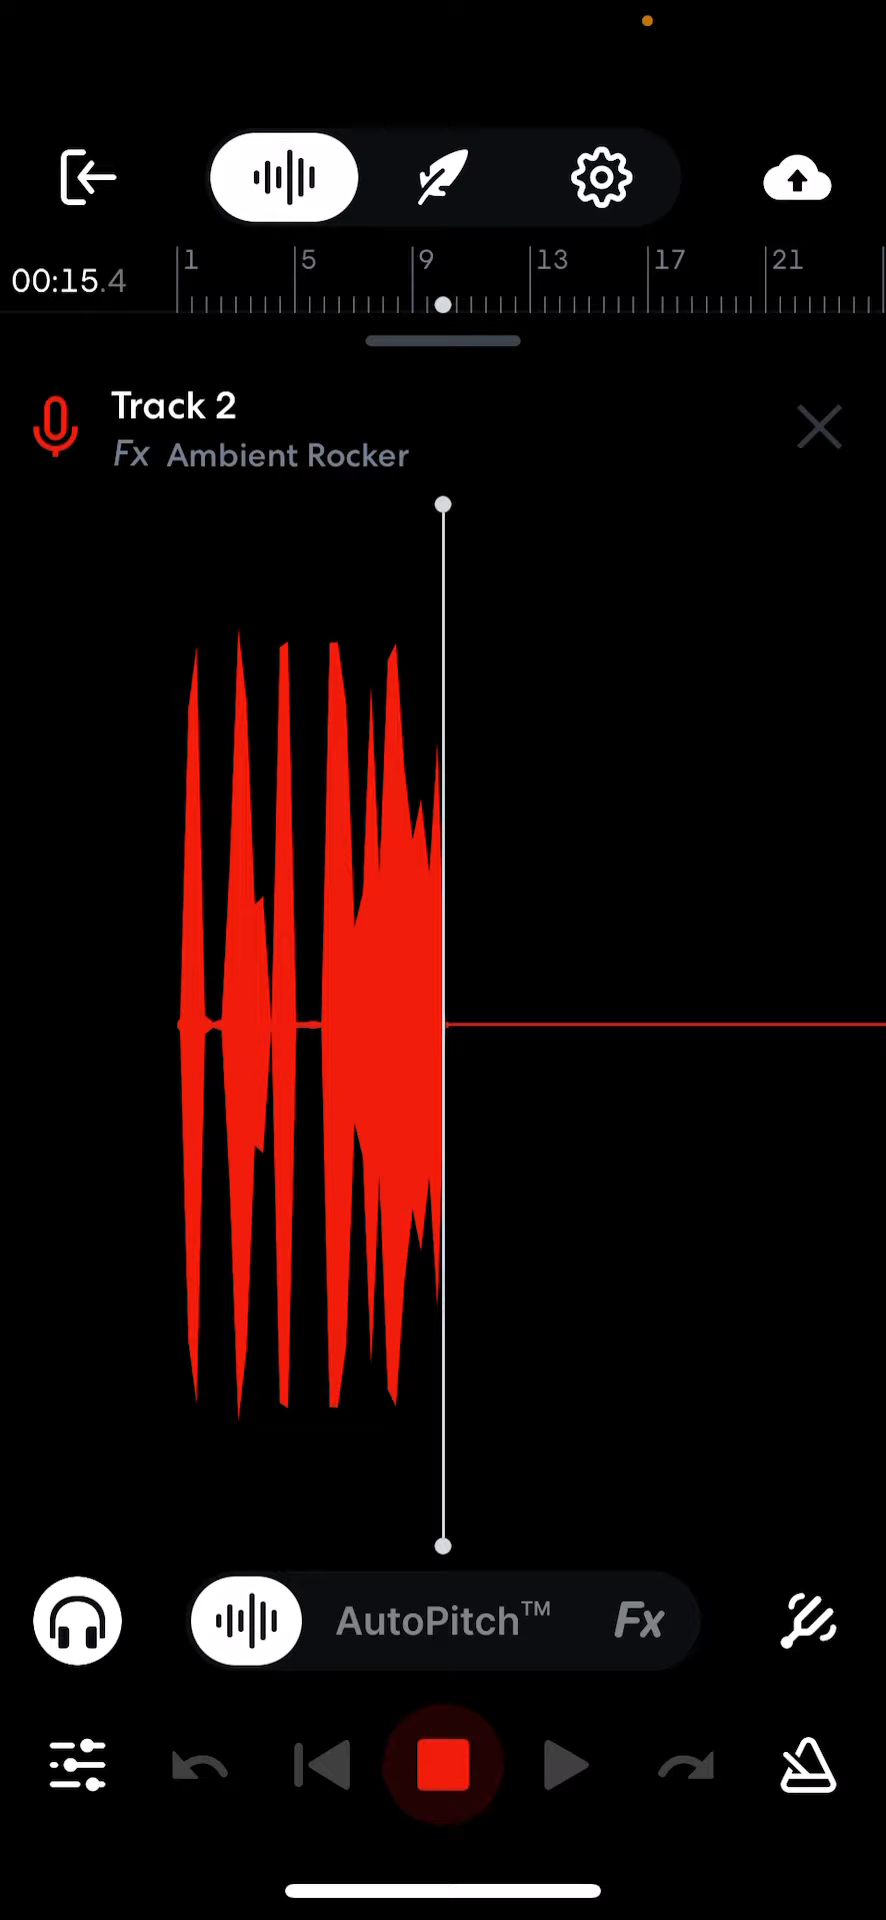 1 5 9 13 17 21
00:15.4
Track 2
Fx Ambient Rocker
AutoPitch™ Fx